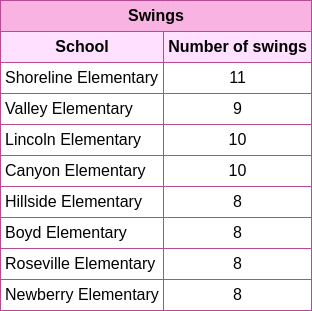 Swings
School Number of swings
Shoreline Elementary 11
Valley Elementary 9
Lincoln Elementary 10
Canyon Elementary 10
Hillside Elementary 8
Boyd Elementary 8
Roseville Elementary 8
Newberry Elementary 8